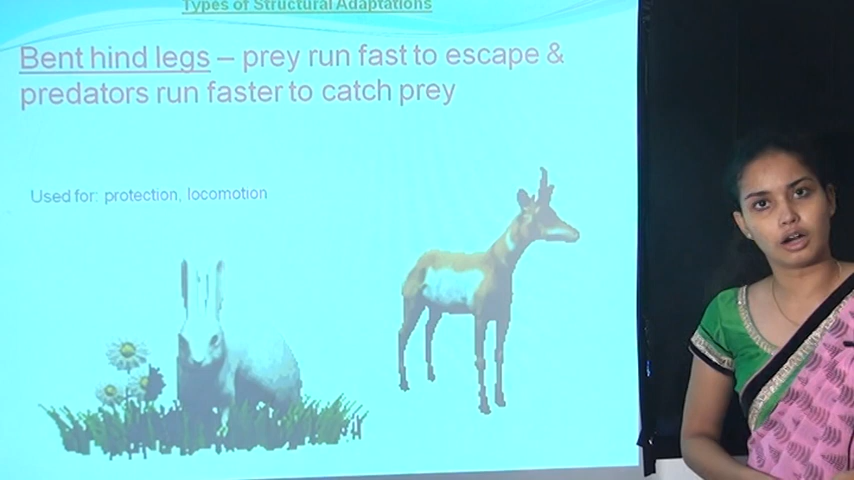 Types of Structural Adaptations
Bent hind legs – prey run fast to escape &
predators run faster to catch prey
Used for: protection, locomotion